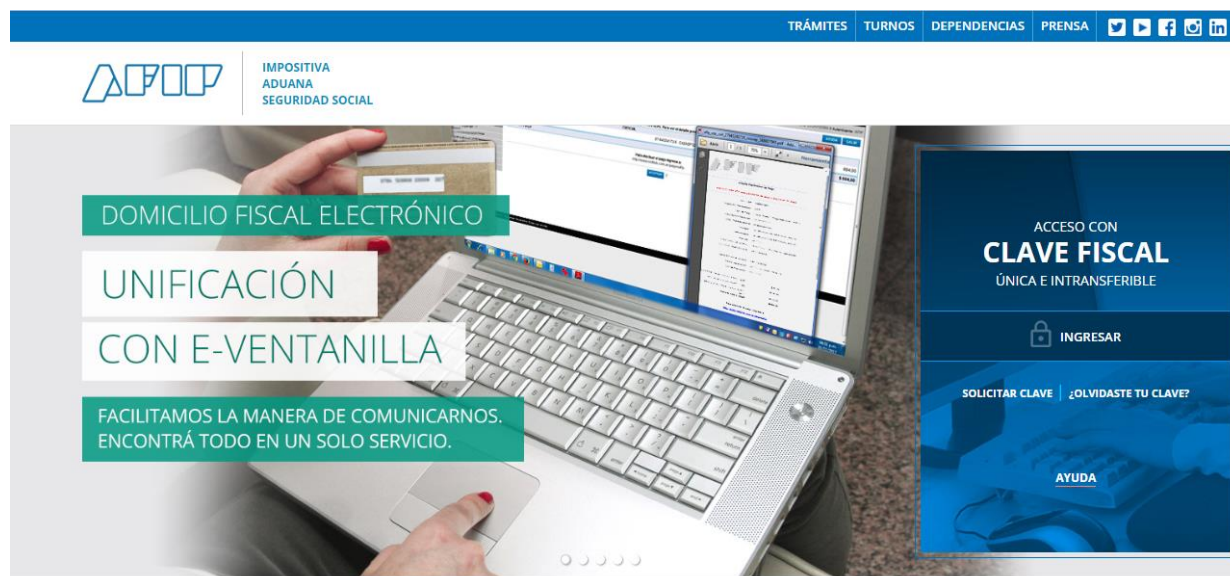 TRÁMITES TURNOS DEPENDENCIAS PRENSA
AFIP
IMPOSITIVA
ADUANA
SEGURIDAD SOCIAL
DOMICILIO FISCAL ELECTRÓNICO
UNIFICACIÓN
CON E-VENTANILLA
FACILITAMOS LA MANERA DE COMUNICARNOS.
ENCONTRÁ TODO EN UN SOLO SERVICIO.
ACCESO CON
CLAVE FISCAL
ÚNICA E INTRANSFERIBLE
INGRESAR
SOLICITAR CLAVE ¿OLVIDASTE TU CLAVE?
AYUDA